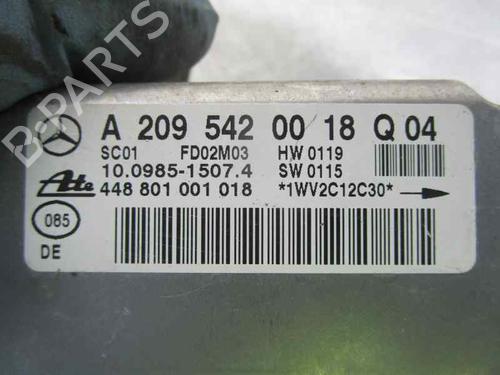 B-PARTS
A 209 542 00 18 Q 04
SC01 FD02M03 HW 0119
10.0985-1507.4 SW 0115
Ate 448 801 001 018 *1WV2C12C30*
085
DE